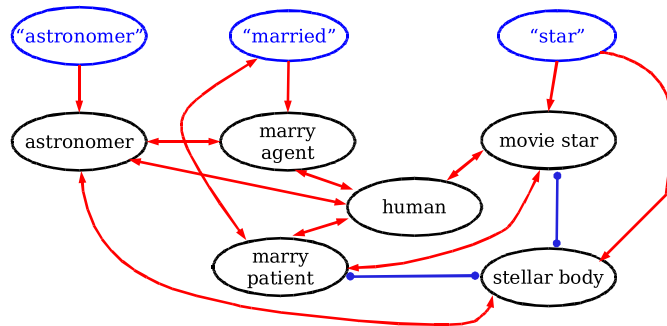 “astronomer”
“married”
“star”
astronomer
marry
agent
movie star
human
marry
patient
stellar body